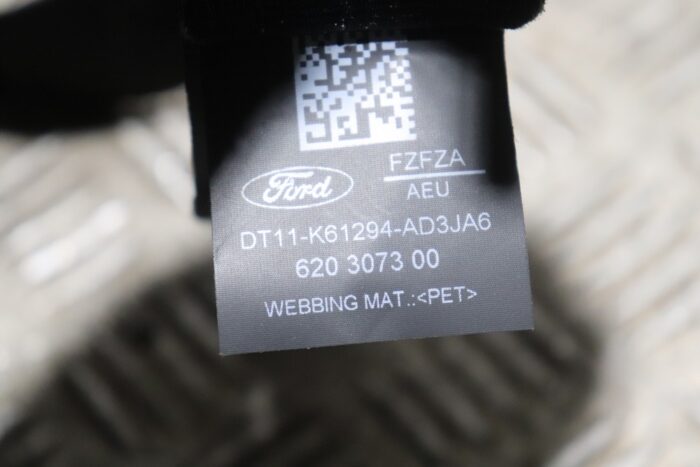 Ford
FZFZA
AEU
DT11-K61294-AD3JA6
620 3073 00
WEBBING MAT.:<PET>